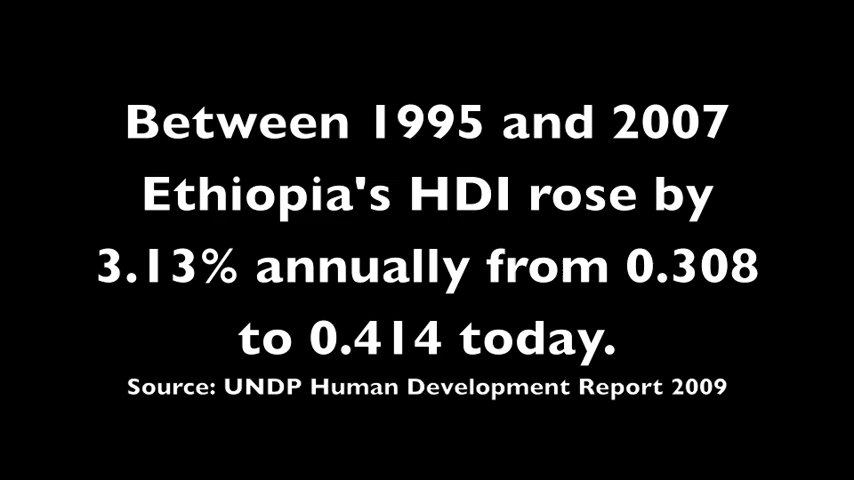 Between 1995 and 2007
Ethiopia's HDI rose by
3.13% annually from 0.308
to 0.414 today.
Source: UNDP Human Development Report 2009